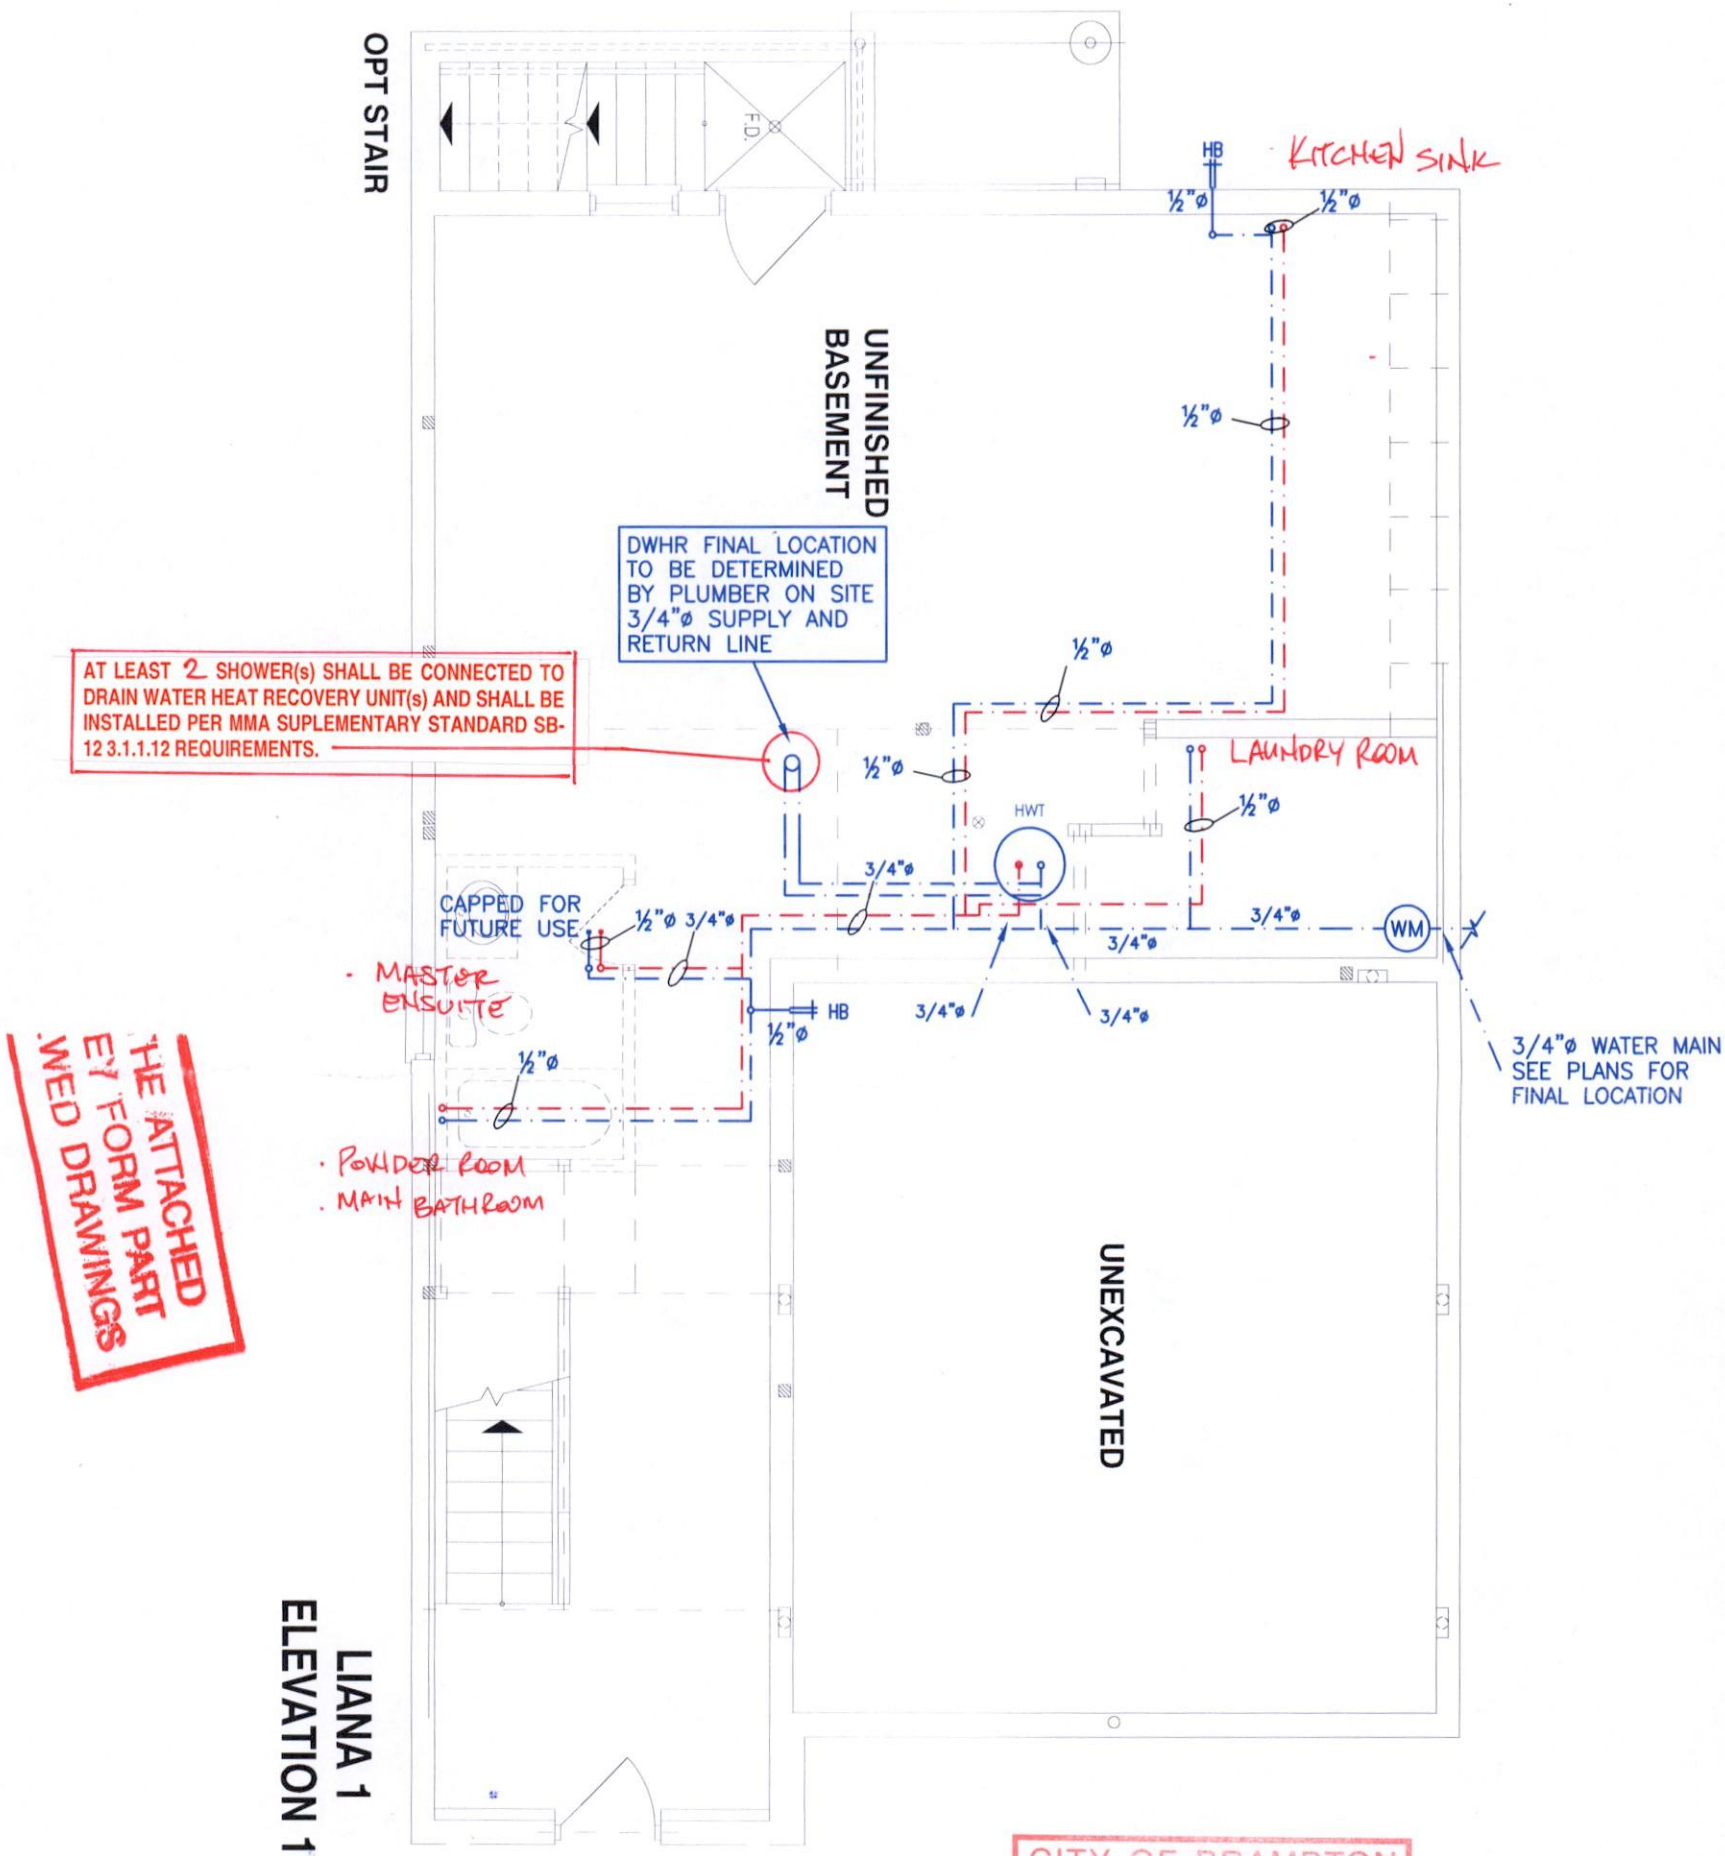 OPT STAIR
F.D.
HB
KITCHEN SINK
½"ø
½"ø
UNFINISHED
BASEMENT
½"ø
DWHR FINAL LOCATION
TO BE DETERMINED
BY PLUMBER ON SITE
3/4"ø SUPPLY AND
RETURN LINE
AT LEAST 2 SHOWER(s) SHALL BE CONNECTED TO
DRAIN WATER HEAT RECOVERY UNIT(s) AND SHALL BE
INSTALLED PER MMA SUPLEMENTARY STANDARD SB-
12 3.1.1.12 REQUIREMENTS.
½"ø
½"ø
LAUNDRY ROOM
½"ø
HWT
3/4"ø
CAPPED FOR
FUTURE USE
½"ø 3/4"ø
3/4"ø
WM
3/4"ø
· MASTER
ENSUITE
HB
½"ø
3/4"ø
3/4"ø
3/4"ø WATER MAIN
SEE PLANS FOR
FINAL LOCATION
½"ø
· POWDER ROOM
· MAIN BATHROOM
HE ATTACHED
EY FORM PART
WED DRAWINGS
UNEXCAVATED
LIANA 1
ELEVATION 1
CITY OF BRAMPTON